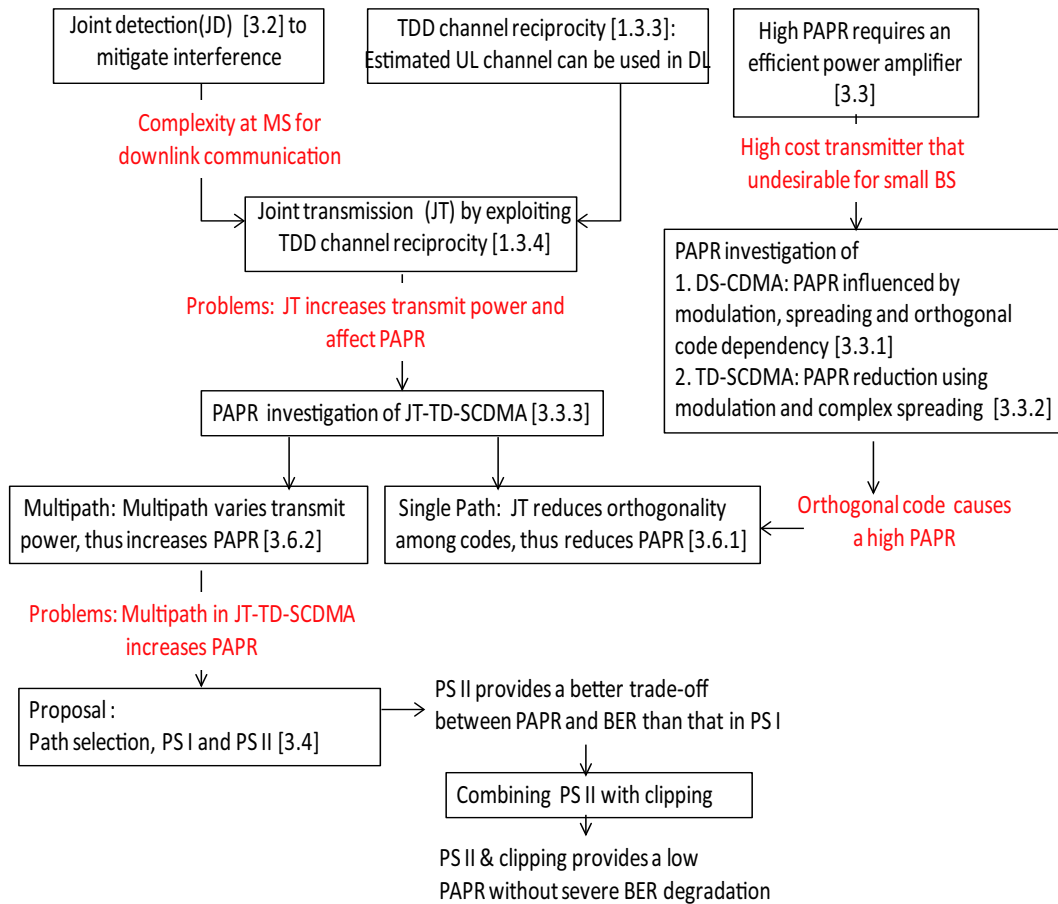 Joint detection(JD) [3.2] to
mitigate interference
TDD channel reciprocity [1.3.3]:
Estimated UL channel can be used in DL
High PAPR requires an
efficient power amplifier
[3.3]
Complexity at MS for
downlink communication
High cost transmitter that
undesirable for small BS
Joint transmission (JT) by exploiting
TDD channel reciprocity [1.3.4]
PAPR investigation of
1. DS-CDMA: PAPR influenced by
modulation, spreading and orthogonal
code dependency [3.3.1]
2. TD-SCDMA: PAPR reduction using
modulation and complex spreading [3.3.2]
Problems: JT increases transmit power and
affect PAPR
PAPR investigation of JT-TD-SCDMA [3.3.3]
Multipath: Multipath varies transmit
power, thus increases PAPR [3.6.2]
Single Path: JT reduces orthogonality
among codes, thus reduces PAPR [3.6.1]
Orthogonal code causes
a high PAPR
Problems: Multipath in JT-TD-SCDMA
increases PAPR
Proposal :
Path selection, PS I and PS II [3.4]
PS II provides a better trade-off
between PAPR and BER than that in PS I
Combining PS II with clipping
PS II & clipping provides a low
PAPR without severe BER degradation